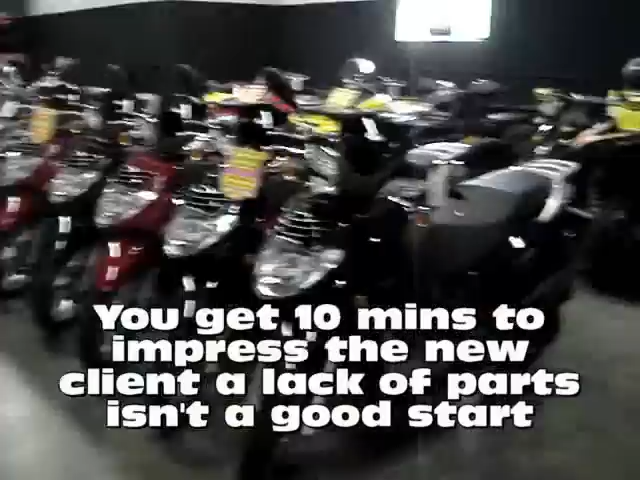 You get 10 mins to
impress the new
client a lack of parts
isn't a good start